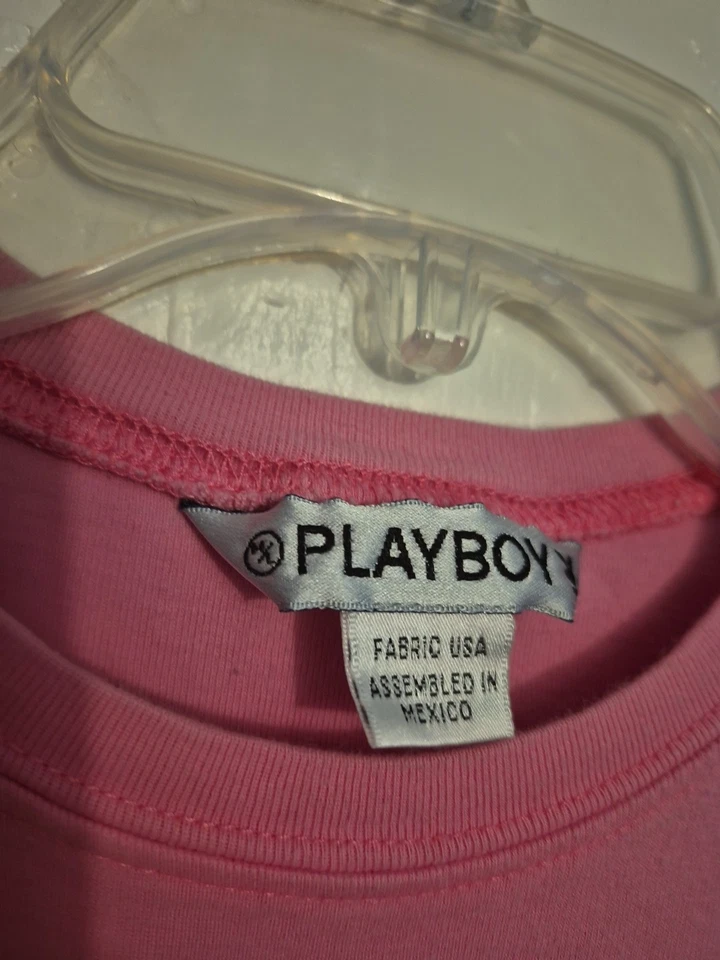 PLAYBOY
FABRIC USA
ASSEMBLED IN
MEXICO